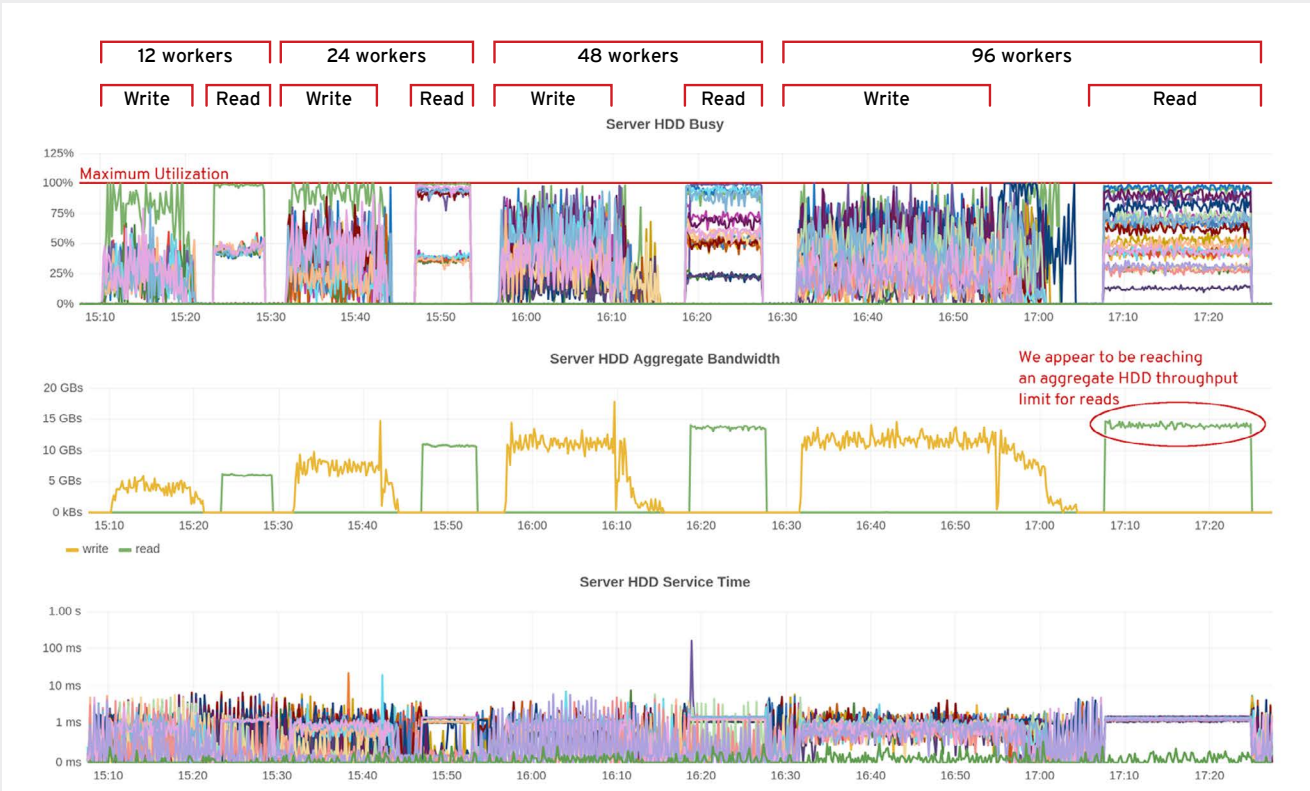 12 workers 24 workers 48 workers 96 workers
Write Read Write Read Write Read Write Read
Server HDD Busy
125%
Maximum Utilization
100%
75%
50%
25%
0%
15:10 15:20 15:30 15:40 15:50 16:00 16:10 16:20 16:30 16:40 16:50 17:00 17:10 17:20
Server HDD Aggregate Bandwidth
We appear to be reaching
an aggregate HDD throughput
limit for reads
20 GBs
15 GBs
10 GBs
5 GBs
0 kBs
15:10 15:20 15:30 15:40 15:50 16:00 16:10 16:20 16:30 16:40 16:50 17:00 17:10 17:20
write read
Server HDD Service Time
1.00 s
100 ms
10 ms
1 ms
0 ms
15:10 15:20 15:30 15:40 15:50 16:00 16:10 16:20 16:30 16:40 16:50 17:00 17:10 17:20